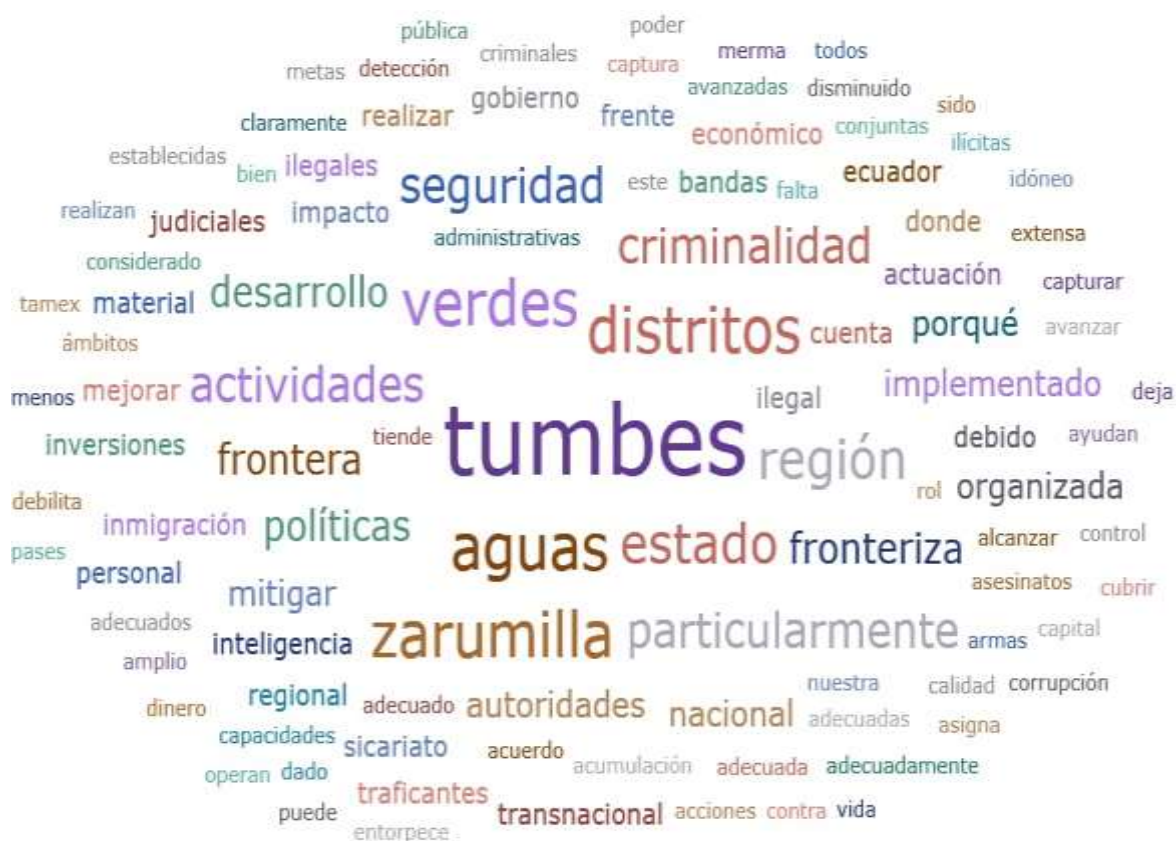 pública criminales poder
metas detección captura merma todos
gobierno avanzadas disminuido
claramente realizar frente económico conjuntas sido
establecidas bien ilegales seguridad este bandas falta ecuador ilícitas idóneo
realizan judiciales impacto administrativas criminalidad donde extensa
considerado actuación
tamex material desarrollo verdes distritos cuenta porqué capturar avanzar
ámbitos
menos mejorar actividades ilegal implementado deja
inversiones frontera tiende tumbes región debido ayudan
debilita rol organizada
inmigración políticas
pases aguas estado fronteriza alcanzar control
personal mitigar asesinatos cubrir
adecuados inteligencia zarumilla particularmente armas capital
amplio
dinero regional adecuado autoridades nacional nuestra calidad corrupción
capacidades adecuadas asigna
operan dado sicariato acuerdo acumulación adecuada adecuadamente
puede traficantes transnacional acciones contra vida
entorpece